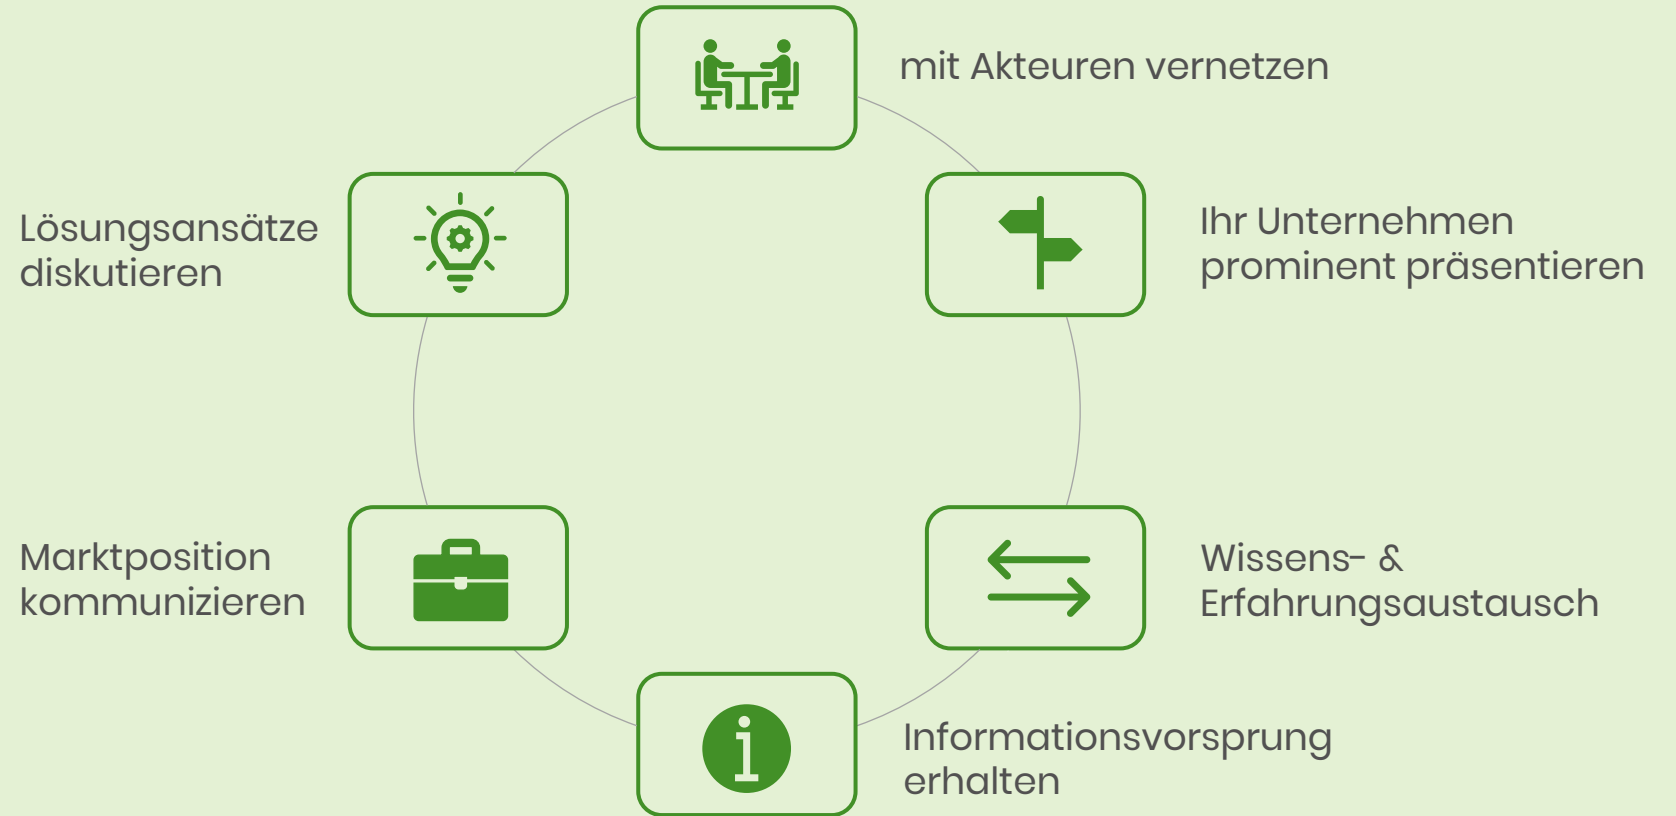 mit Akteuren vernetzen
Lösungsansätze
diskutieren
Ihr Unternehmen
prominent präsentieren
Marktposition
kommunizieren
Wissens- &
Erfahrungsaustausch
Informationsvorsprung
erhalten